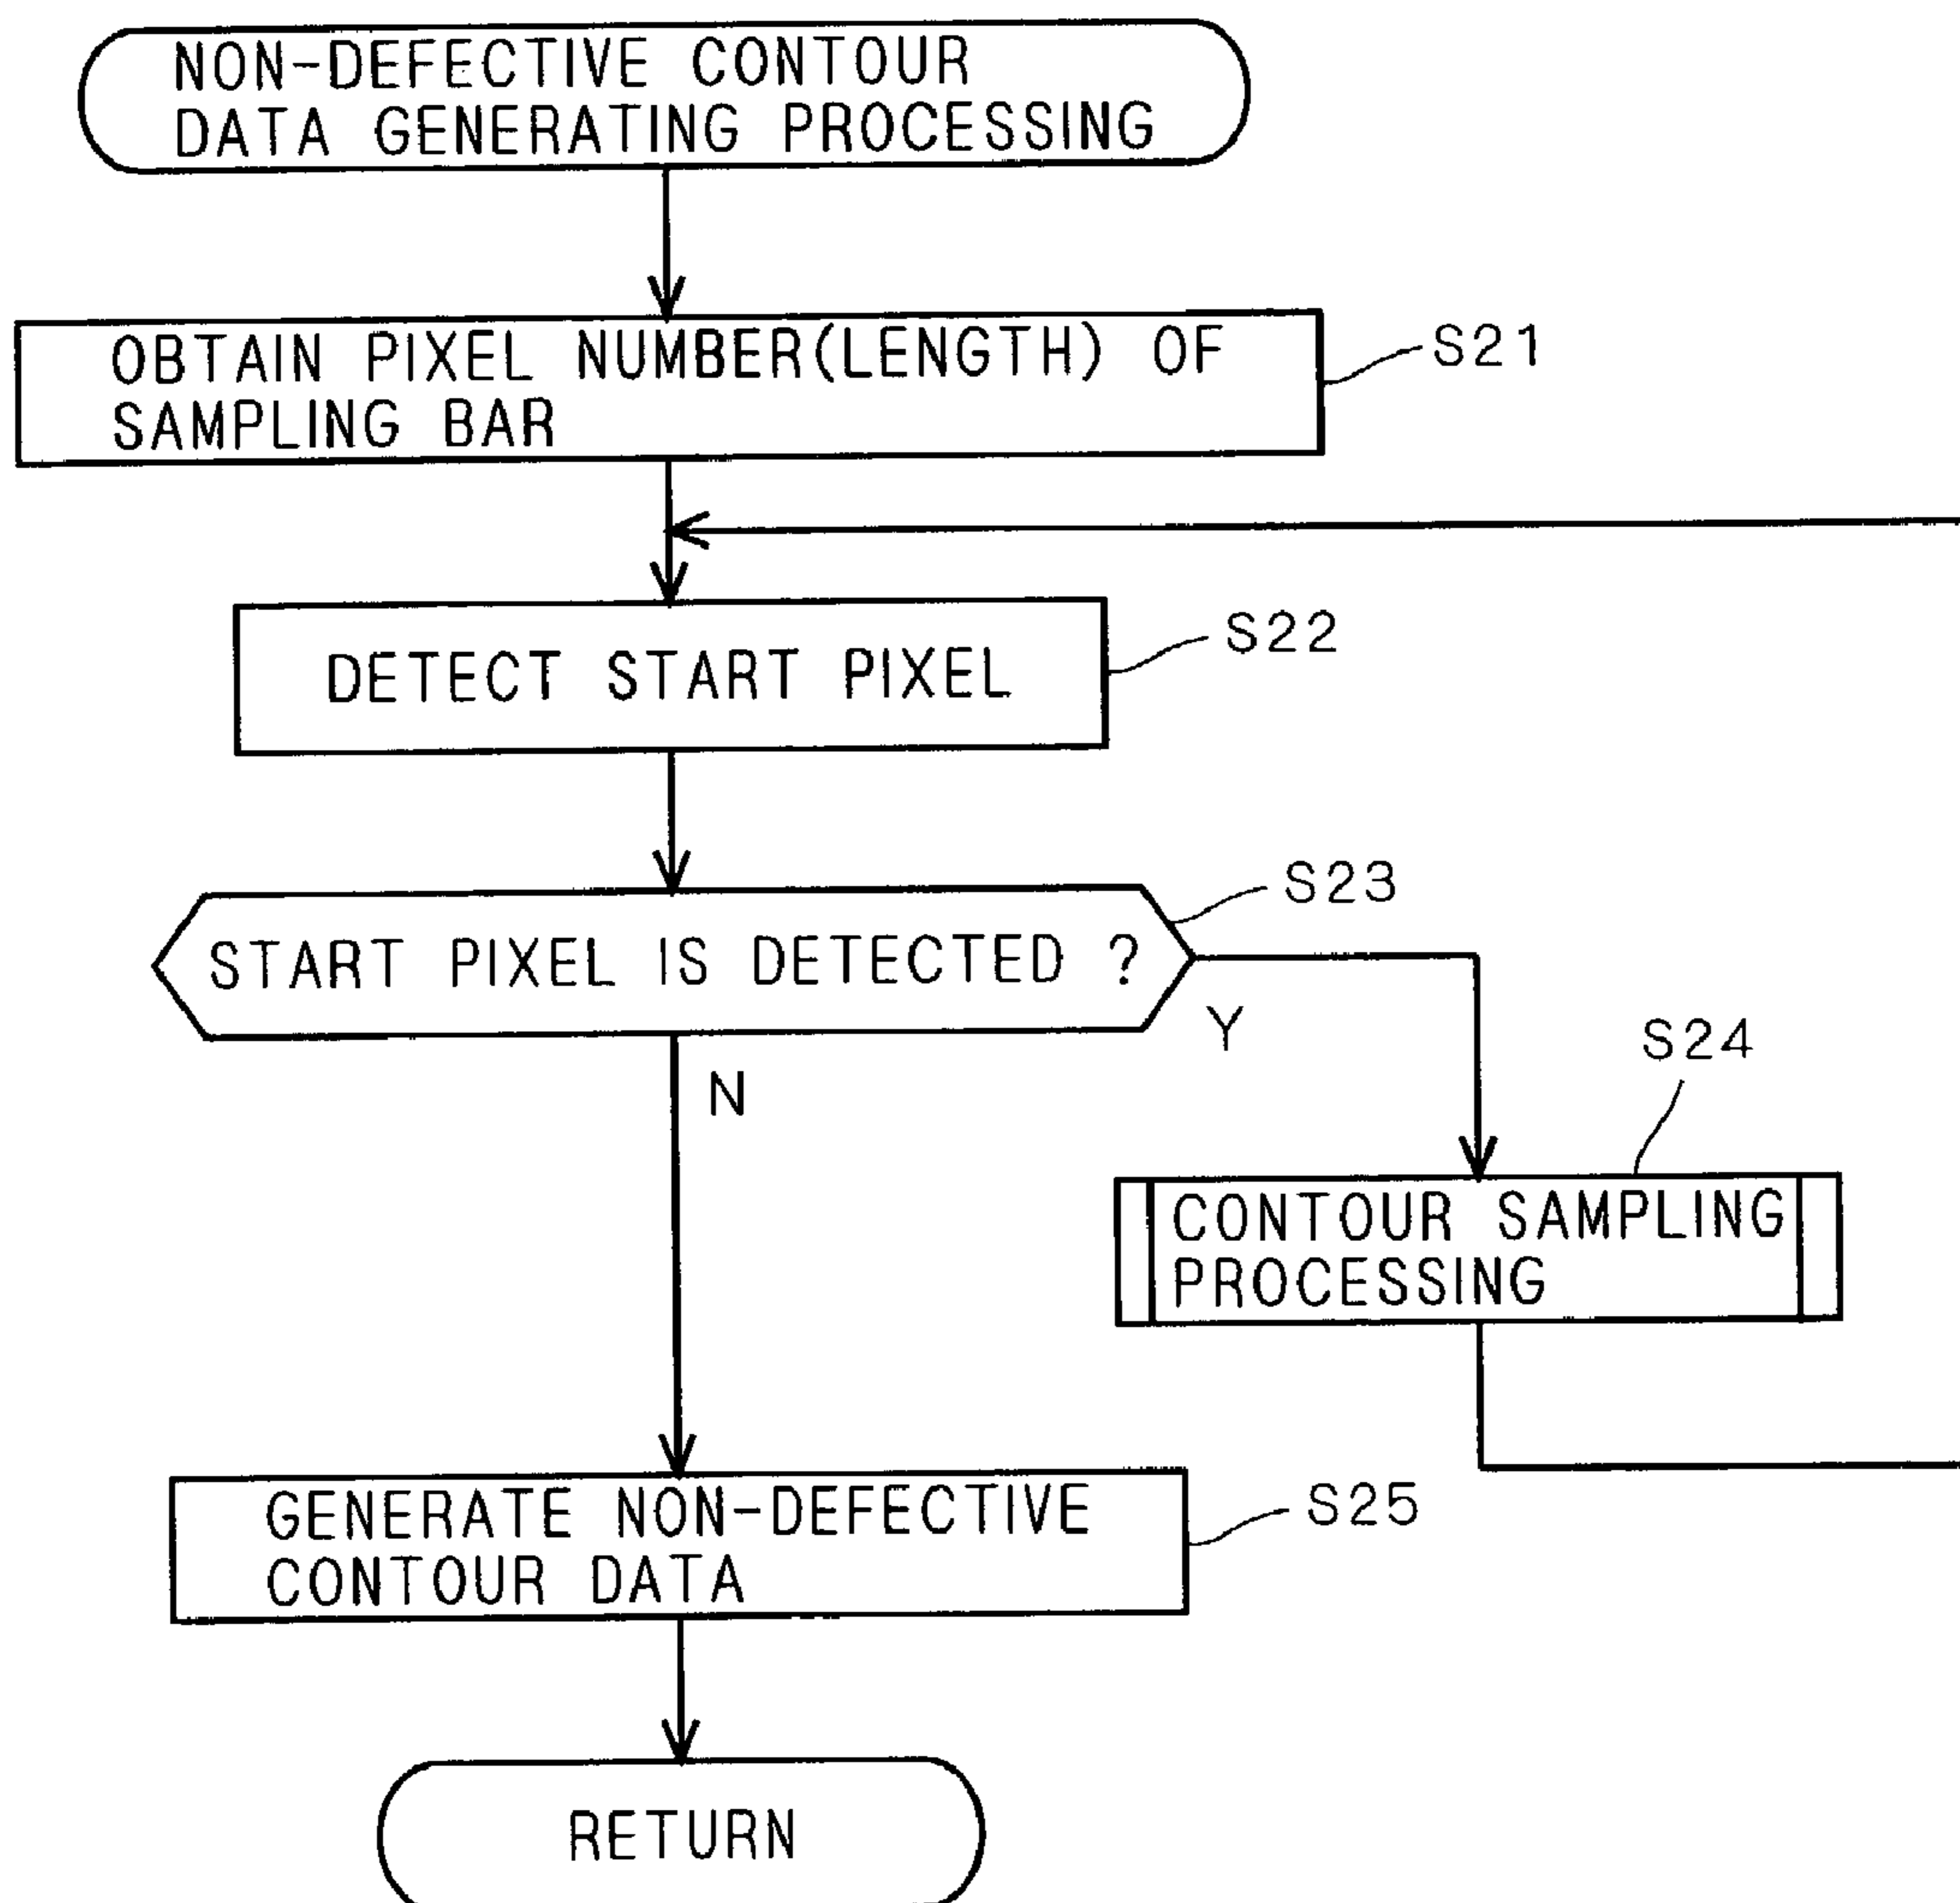 NON-DEFECTIVE CONTOUR
DATA GENERATING PROCESSING
OBTAIN PIXEL NUMBER(LENGTH) OF
SAMPLING BAR
S21
DETECT START PIXEL
S22
START PIXEL IS DETECTED ?
S23
Y
N
S24
CONTOUR SAMPLING
PROCESSING
GENERATE NON-DEFECTIVE
CONTOUR DATA
S25
RETURN